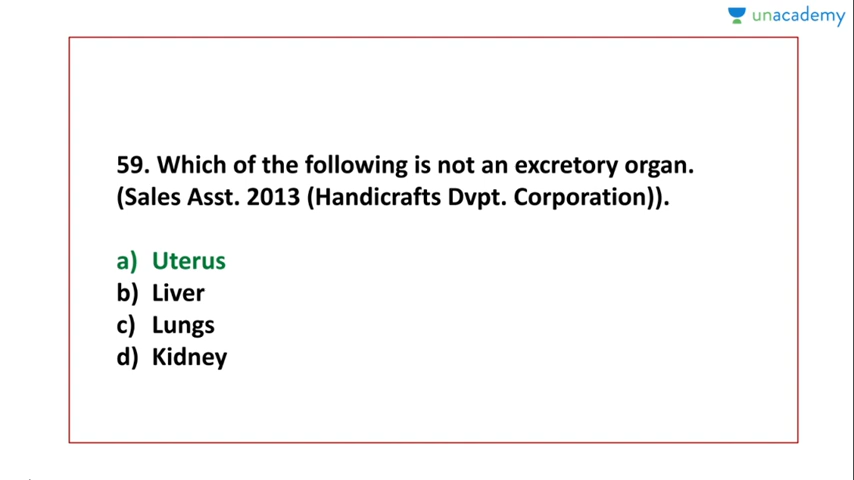 unacademy
59. Which of the following is not an excretory organ.
(Sales Asst. 2013 (Handicrafts Dvpt. Corporation)).
a) Uterus
b) Liver
c) Lungs
d) Kidney